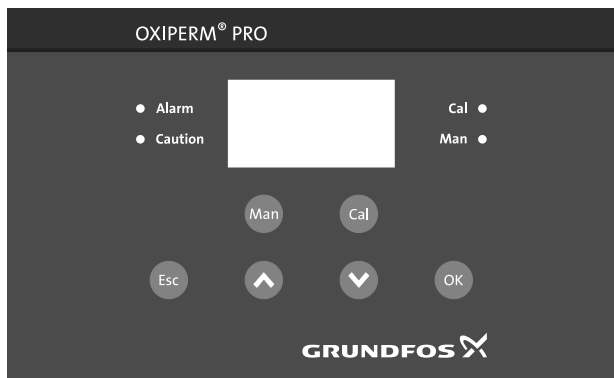 OXIPERM® PRO
Alarm
Cal
Caution
Man
Man
Cal
Esc
OK
GRUNDFOS